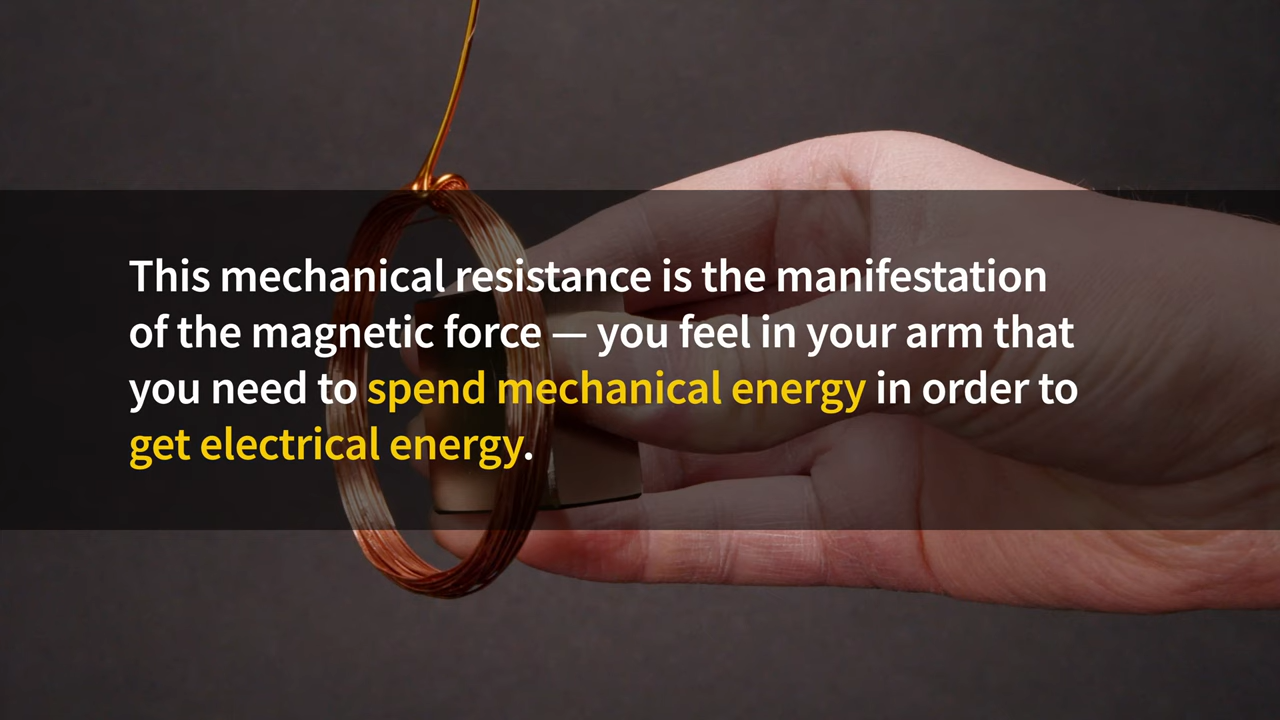 This mechanical resistance is the manifestation
of the magnetic force — you feel in your arm that
you need to spend mechanical energy in order to
get electrical energy.